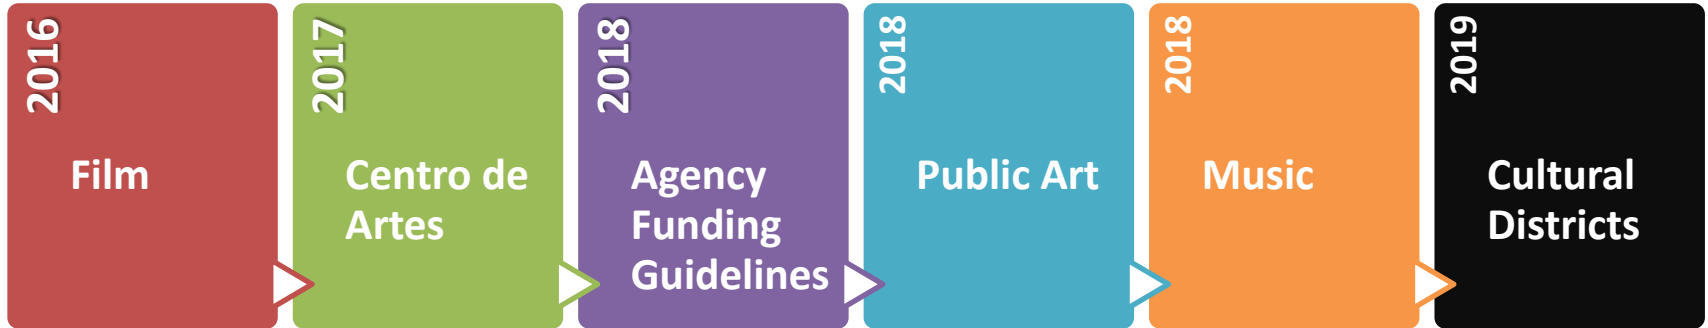 2016
Film
2017
Centro de
Artes
2018
Agency
Funding
Guidelines
2018
Public Art
2018
Music
2019
Cultural
Districts